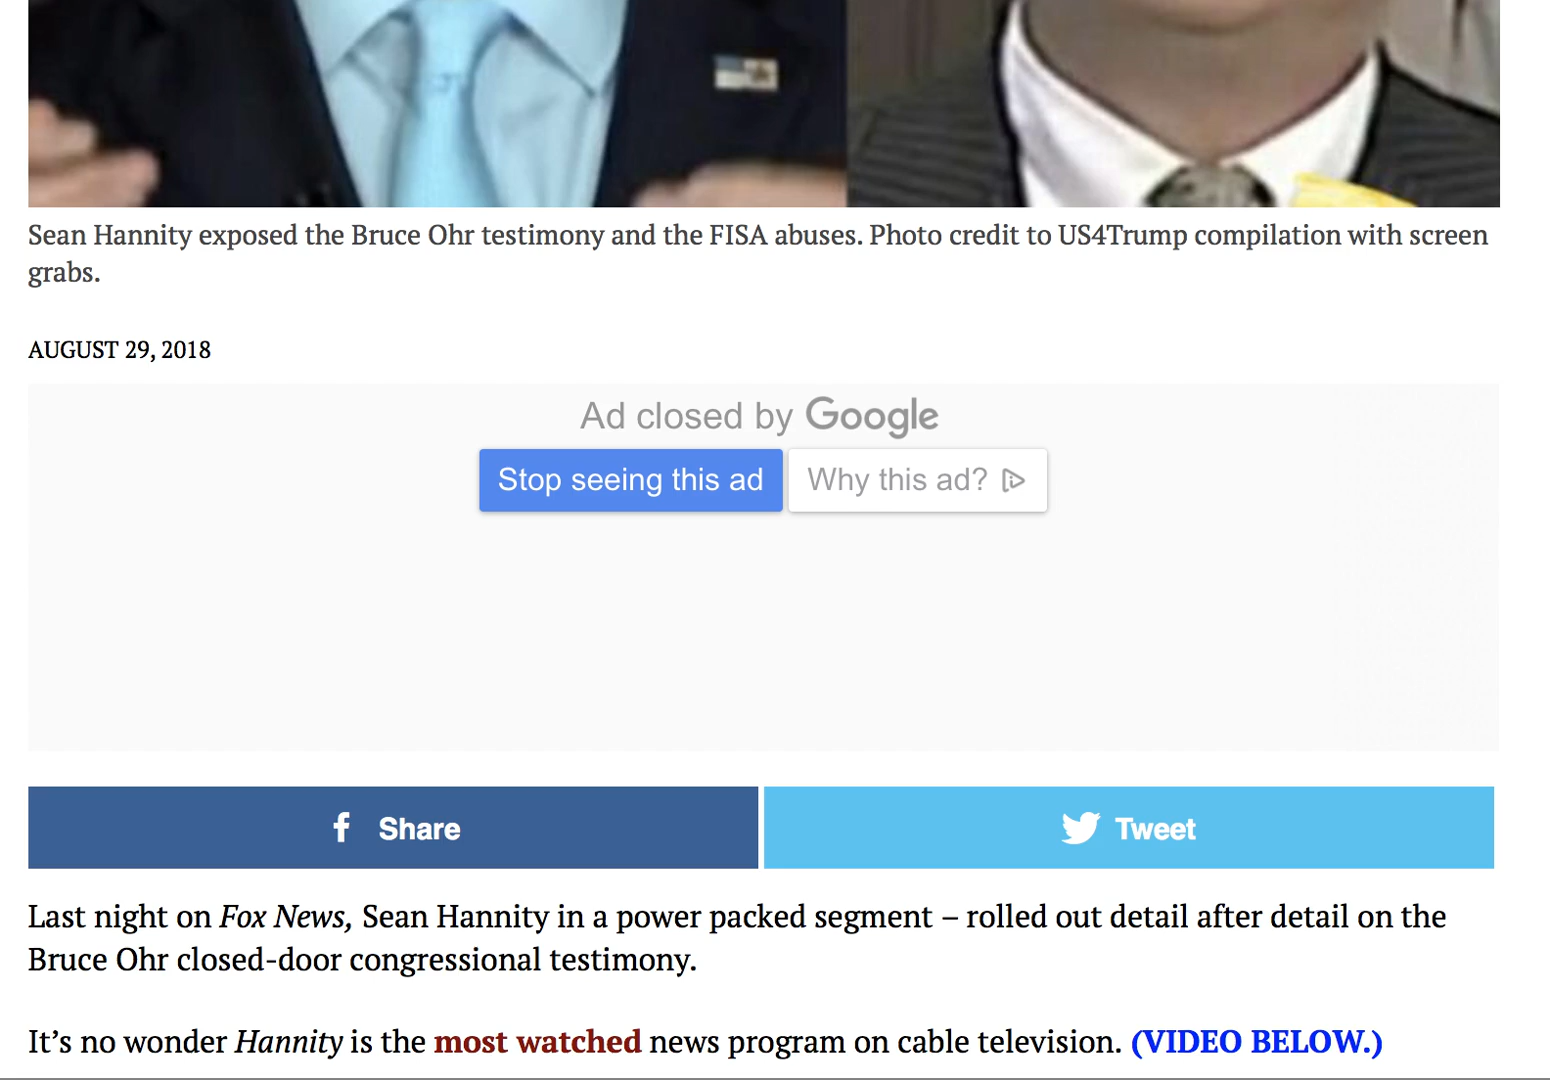 Sean Hannity exposed the Bruce Ohr testimony and the FISA abuses. Photo credit to US4Trump compilation with screen
grabs.
AUGUST 29, 2018
Ad closed by Google
Stop seeing this ad
Why this ad?
Share
Tweet
Last night on Fox News, Sean Hannity in a power packed segment – rolled out detail after detail on the
Bruce Ohr closed-door congressional testimony.
It’s no wonder Hannity is the most watched news program on cable television. (VIDEO BELOW.)